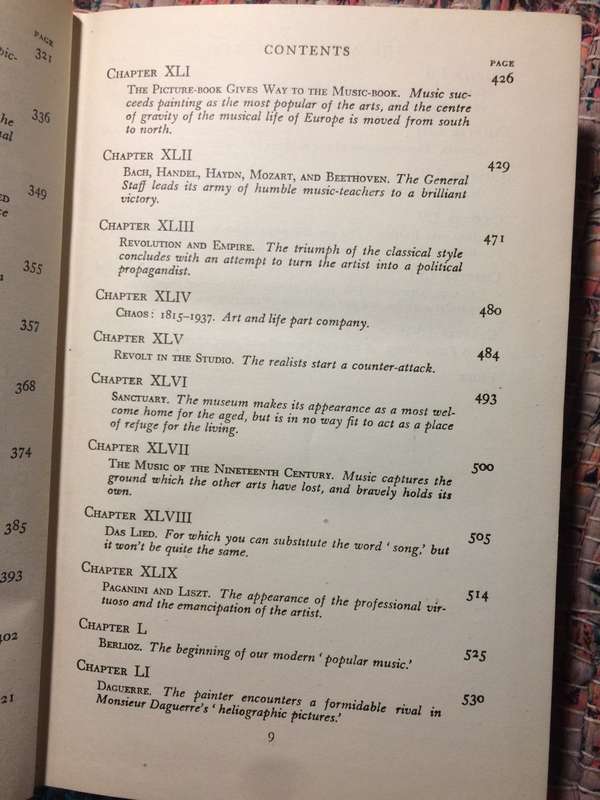 PAGE
pic-
321
he
336
al
349
355
357
368
374
385
393
CONTENTS
PAGE
CHAPTER XLI 426
THE PICTURE-BOOK GIVES WAY TO THE MUSIC-BOOK. Music suc-
ceeds painting as the most popular of the arts, and the centre
of gravity of the musical life of Europe is moved from south
to north.
CHAPTER XLII 429
BACH, HANDEL, HAYDN, MOZART, AND BEETHOVEN. The General
Staff leads its army of humble music-teachers to a brilliant
victory.
CHAPTER XLIII 471
REVOLUTION AND EMPIRE. The triumph of the classical style
concludes with an attempt to turn the artist into a political
propagandist.
CHAPTER XLIV 480
CHAOS: 1815-1937. Art and life part company.
CHAPTER XLV 484
REVOLT IN THE STUDIO. The realists start a counter-attack.
CHAPTER XLVI 493
SANCTUARY. The museum makes its appearance as a most wel-
come home for the aged, but is in no way fit to act as a place
of refuge for the living.
CHAPTER XLVII 500
THE MUSIC OF THE NINETEENTH CENTURY. Music captures the
ground which the other arts have lost, and bravely holds its
own.
CHAPTER XLVIII 505
DAS LIED. For which you can substitute the word ‘song,’ but
it won’t be quite the same.
CHAPTER XLIX 514
PAGANINI AND LISZT. The appearance of the professional vir-
tuoso and the emancipation of the artist.
CHAPTER L 525
BERLIOZ. The beginning of our modern ‘popular music.’
CHAPTER LI 530
DAGUERRE. The painter encounters a formidable rival in
Monsieur Daguerre’s ‘heliographic pictures.’
9